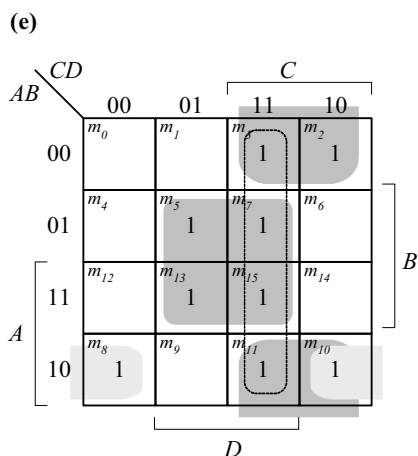 (e)
CD
C
AB
00 01 11 10
m0 m1 m3 m2
00 1 1
m4 m5 m7 m6
01 1 1
B
m12 m13 m15 m14
11 1 1
A
m8 m9 m11 m10
10 1 1 1
D